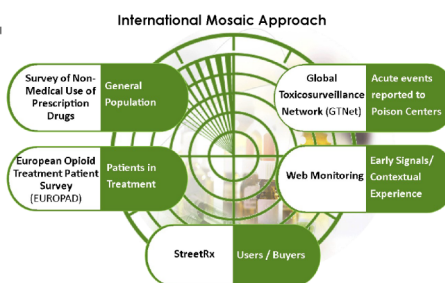 International Mosaic Approach
Survey of Non-
Medical Use of
Prescription
Drugs
General
Population
Global
Toxicosurveillance
Network (GTNet)
Acute events
reported to
Poison Centers
European Opioid
Treatment Patient
Survey
(EUROPAD)
Patients in
Treatment
Web Monitoring
Early Signals/
Contextual
Experience
StreetRx
Users / Buyers